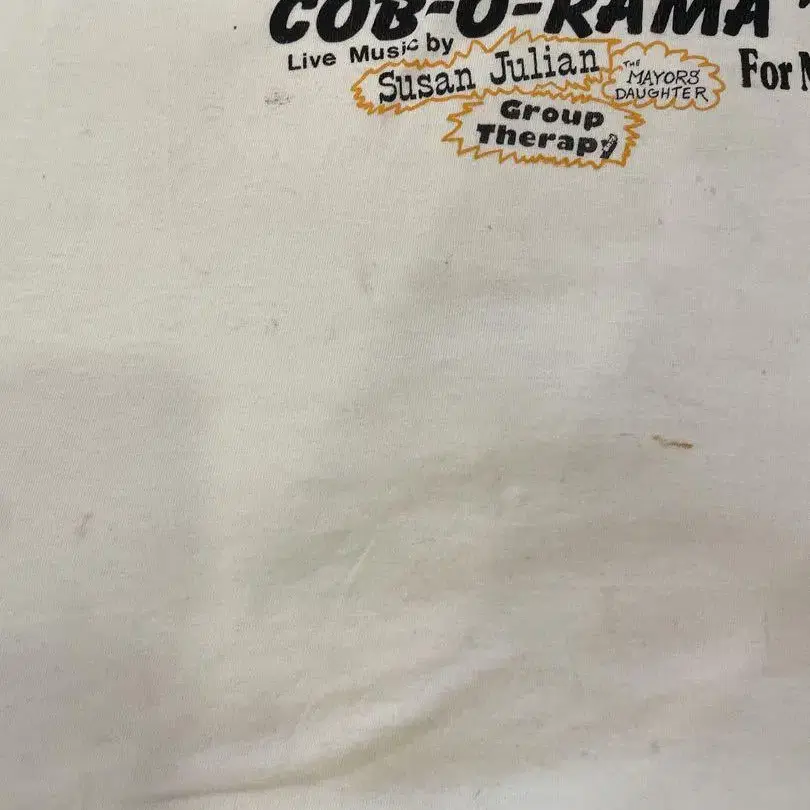 COB-O-RAMA
Live Music by
Susan Julian
THE
MAYORS
DAUGHTER
For
Group
Therapy